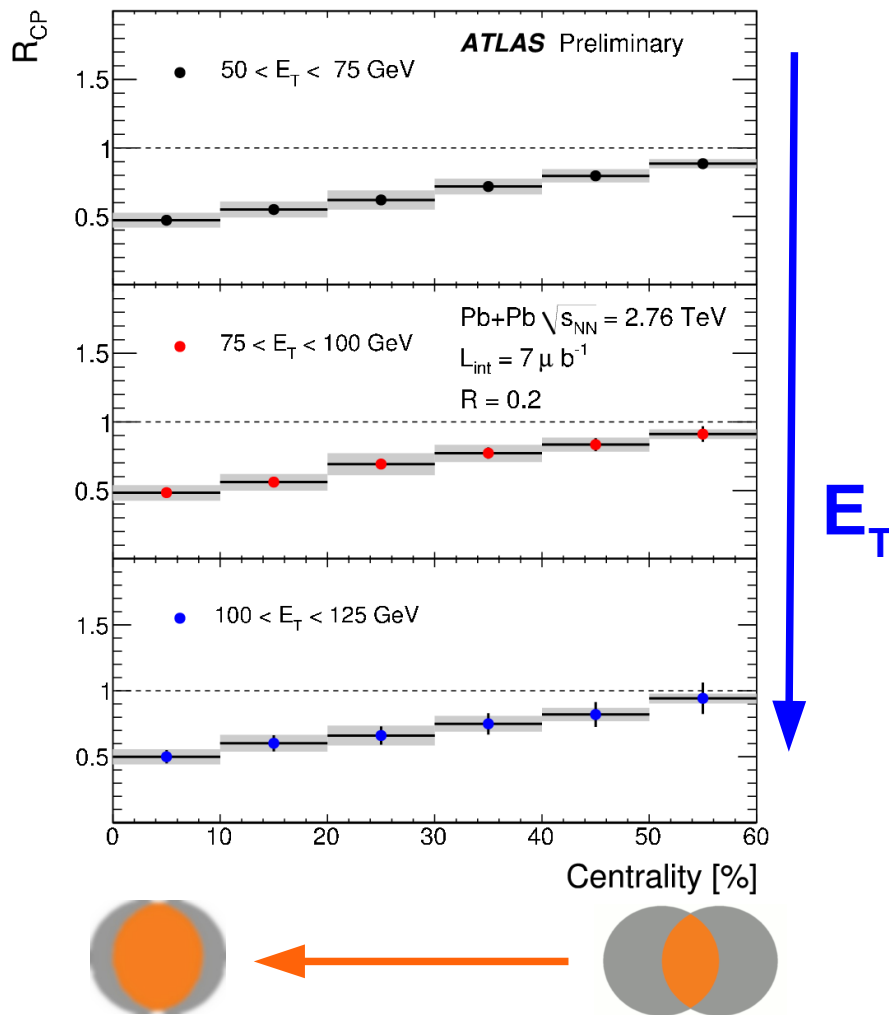 R_CP
ATLAS Preliminary
50 < E_T < 75 GeV
1.5
1
0.5
Pb+Pb √s_NN = 2.76 TeV
75 < E_T < 100 GeV
1.5
L_int = 7 μ b^-1
R = 0.2
1
0.5
E_T
100 < E_T < 125 GeV
1.5
1
0.5
0 10 20 30 40 50 60
Centrality [%]